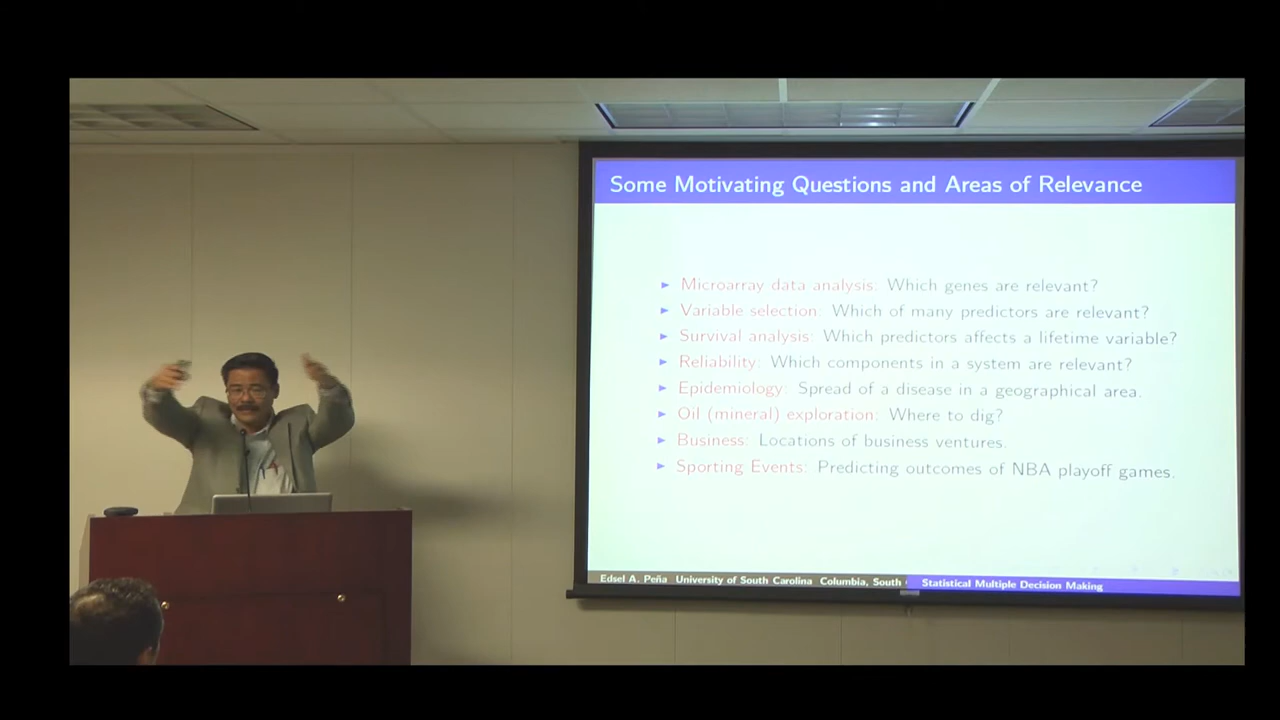 Some Motivating Questions and Areas of Relevance
► Microarray data analysis: Which genes are relevant?
► Variable selection: Which of many predictors are relevant?
► Survival analysis: Which predictors affects a lifetime variable?
► Reliability: Which components in a system are relevant?
► Epidemiology: Spread of a disease in a geographical area.
► Oil (mineral) exploration: Where to dig?
► Business: Locations of business ventures.
► Sporting Events: Predicting outcomes of NBA playoff games.
Edsel A. Peña University of South Carolina Columbia, South Statistical Multiple Decision Making